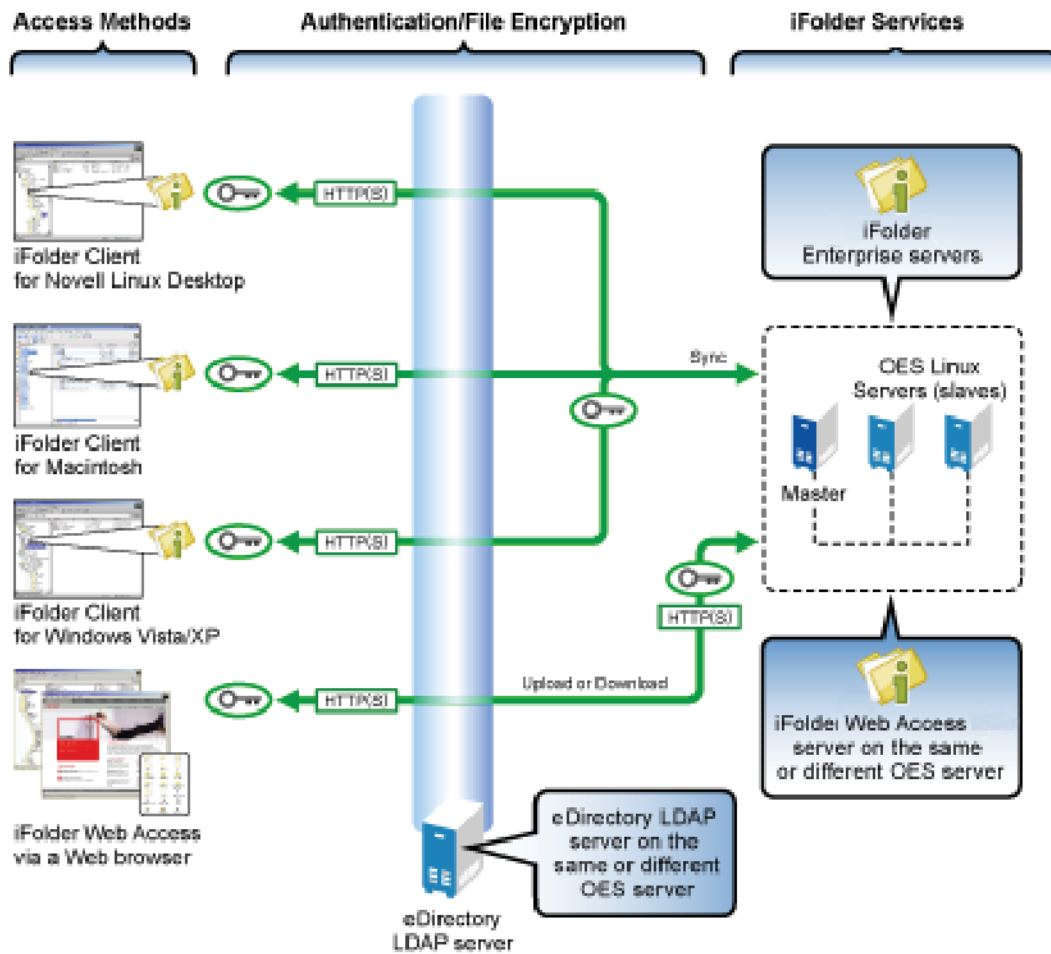 Access Methods
Authentication/File Encryption
iFolder Services
HTTP(S)
iFolder Client
for Novell Linux Desktop
iFolder
Enterprise servers
HTTP(S)
Sync
iFolder Client
for Macintosh
OES Linux
Servers (slaves)
Master
HTTP(S)
iFolder Client
for Windows Vista/XP
HTTP(S)
HTTP(S)
Upload or Download
iFolder Web Access
via a Web browser
iFolder Web Access
server on the same
or different OES server
eDirectory LDAP
server on the
same or different
OES server
eDirectory
LDAP server